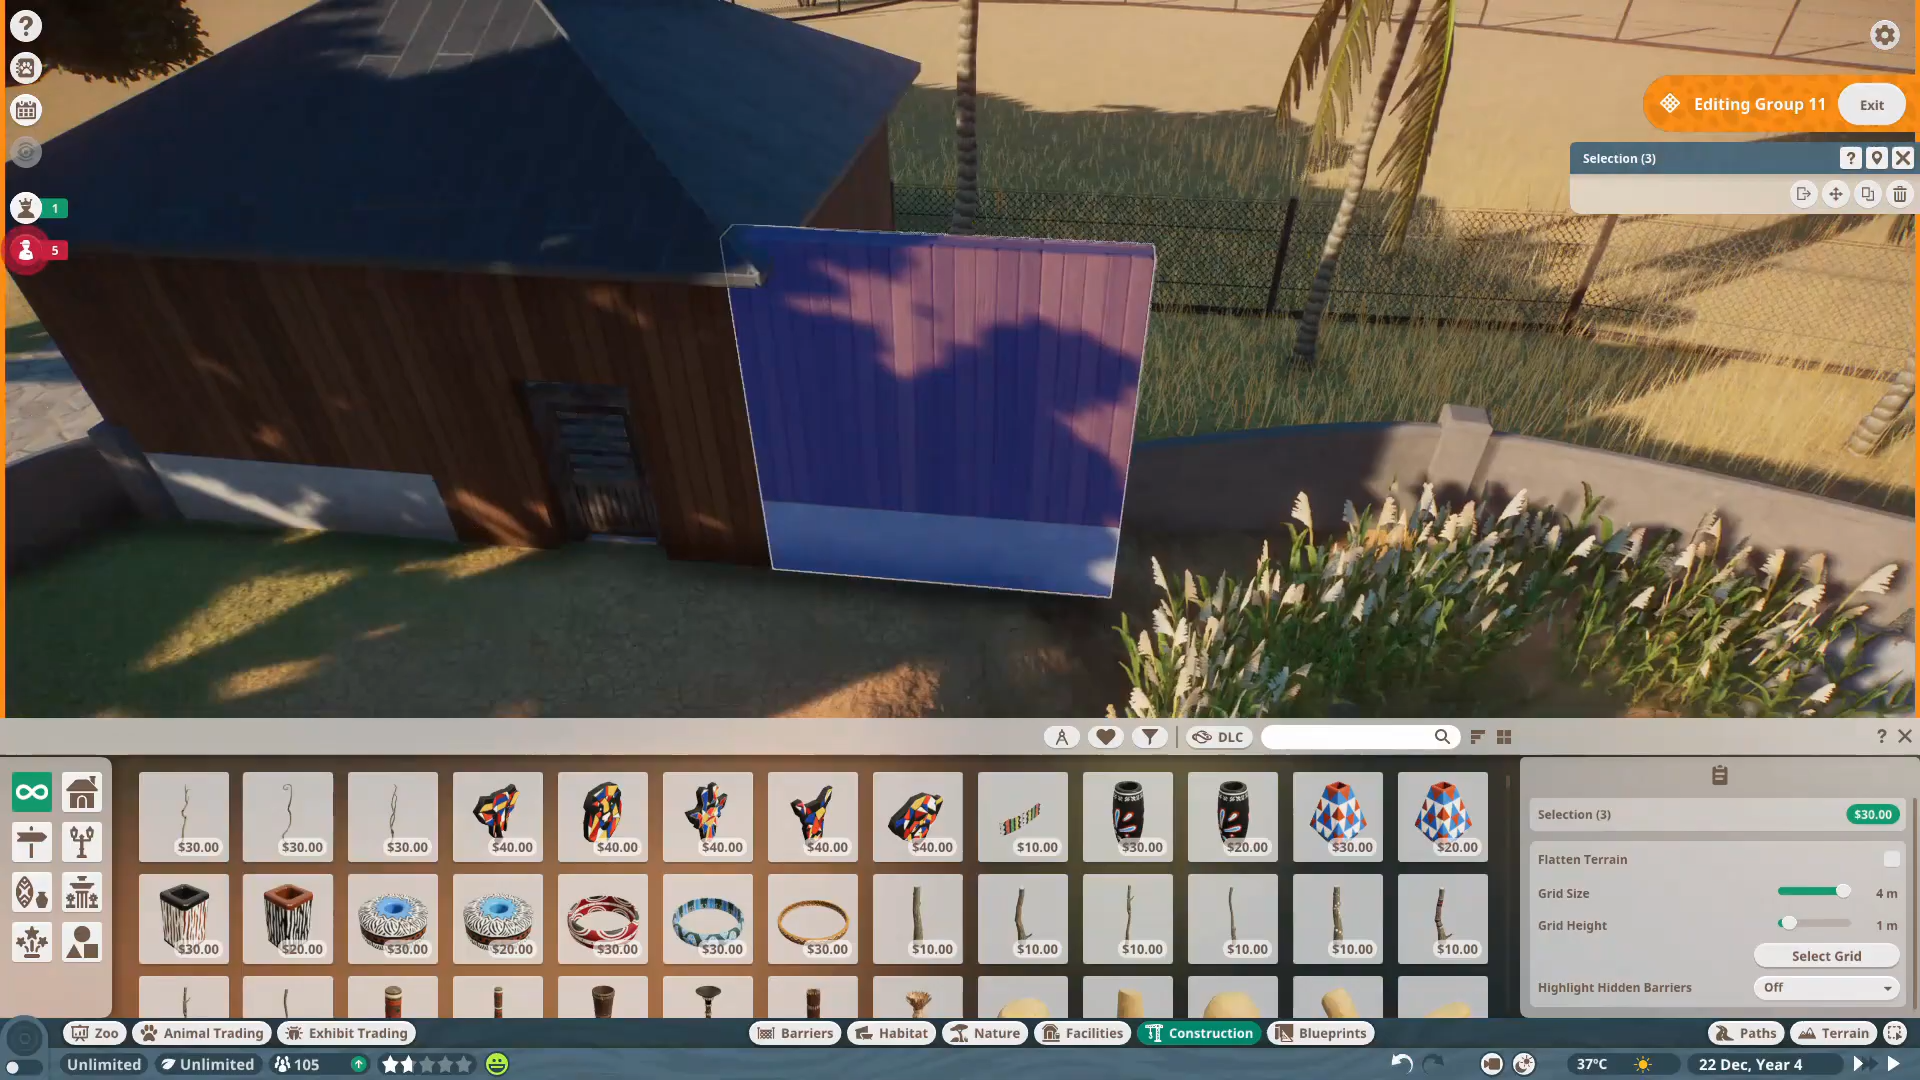 ?
Editing Group 11 Exit
Selection (3) ?
1
5
DLC
?
$30.00 $30.00 $30.00 $40.00 $40.00 $40.00 $40.00 $40.00 $10.00 $30.00 $20.00 $30.00 $20.00
$30.00 $20.00 $30.00 $20.00 $30.00 $30.00 $30.00 $10.00 $10.00 $10.00 $10.00 $10.00 $10.00
Selection (3) $30.00
Flatten Terrain
Grid Size 4 m
Grid Height 1 m
Select Grid
Highlight Hidden Barriers Off
Zoo Animal Trading Exhibit Trading Barriers Habitat Nature Facilities Construction Blueprints Paths Terrain
Unlimited Unlimited 105 37°C 22 Dec, Year 4